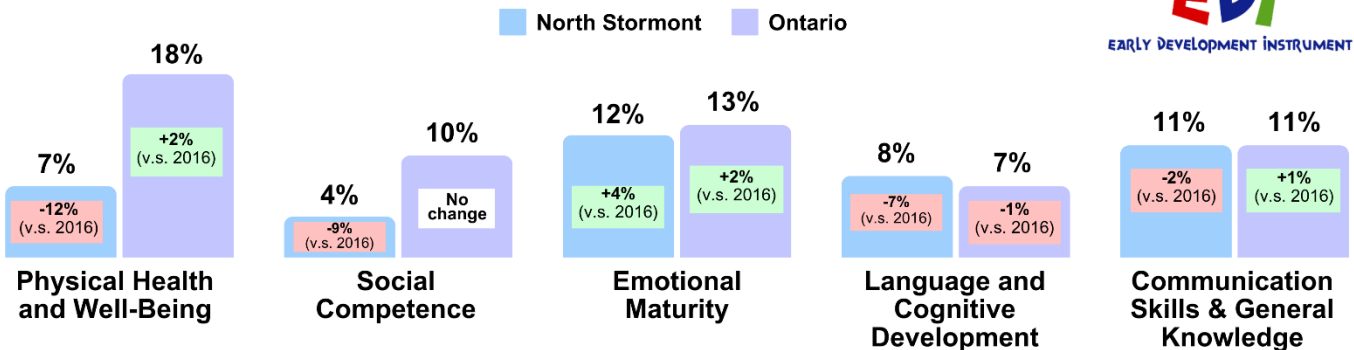 North Stormont
Ontario
EARLY DEVELOPMENT INSTRUMENT
7%
-12%
(v.s. 2016)
18%
+2%
(v.s. 2016)
Physical Health
and Well-Being
4%
-9%
(v.s. 2016)
10%
No
change
Social
Competence
12%
+4%
(v.s. 2016)
13%
+2%
(v.s. 2016)
Emotional
Maturity
8%
-7%
(v.s. 2016)
7%
-1%
(v.s. 2016)
Language and
Cognitive
Development
11%
-2%
(v.s. 2016)
11%
+1%
(v.s. 2016)
Communication
Skills & General
Knowledge